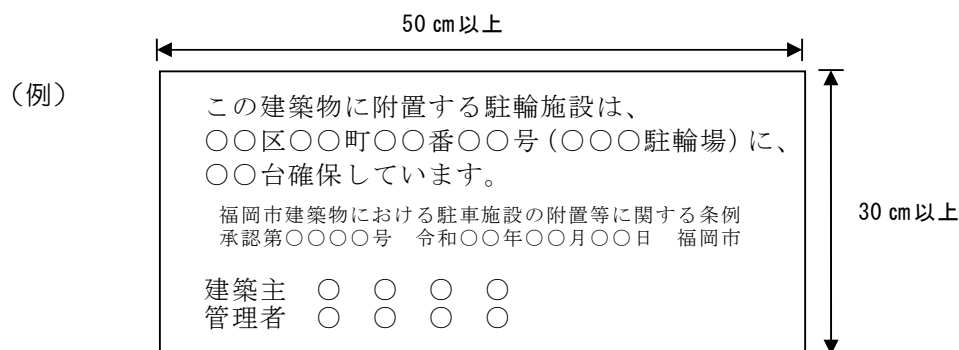 50 cm以上
（例）
この建築物に附置する駐輪施設は、
○○区○○町○○番○○号(○○○駐輪場)に、
○○台確保しています。
福岡市建築物における駐車施設の附置等に関する条例
承認第○○○○号　令和○○年○○月○○日　福岡市
30 cm以上
建築主　○　○　○　○
管理者　○　○　○　○